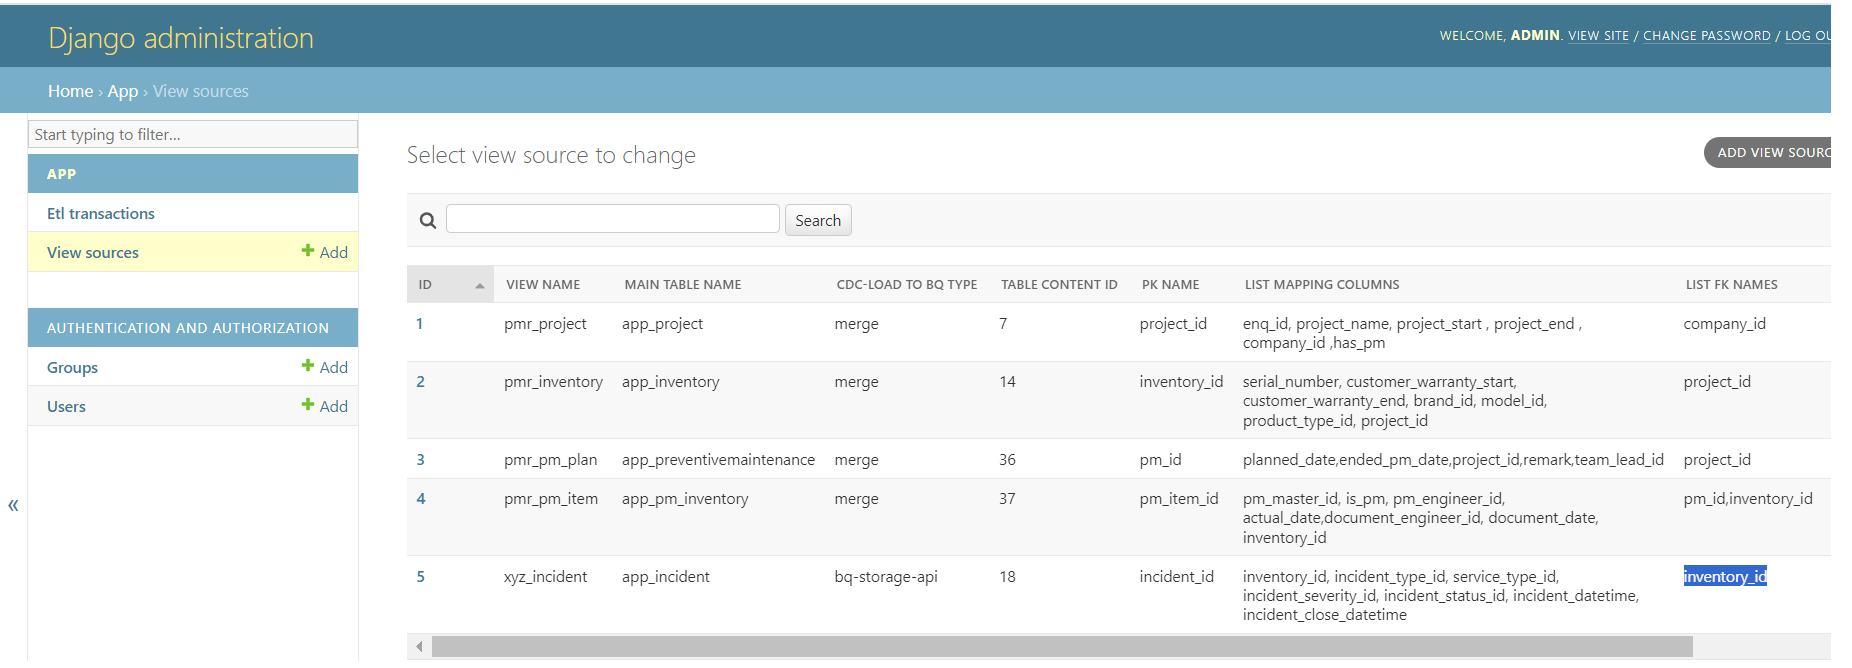 Django administration
WELCOME, ADMIN. VIEW SITE / CHANGE PASSWORD / LOG OU
Home › App › View sources
Start typing to filter...
APP
Etl transactions
View sources + Add
AUTHENTICATION AND AUTHORIZATION
Groups + Add
Users + Add
«
Select view source to change
ADD VIEW SOURC
Search
ID VIEW NAME MAIN TABLE NAME CDC-LOAD TO BQ TYPE TABLE CONTENT ID PK NAME LIST MAPPING COLUMNS LIST FK NAMES
1 pmr_project app_project merge 7 project_id enq_id, project_name, project_start , project_end , company_id
company_id ,has_pm
2 pmr_inventory app_inventory merge 14 inventory_id serial_number, customer_warranty_start, project_id
customer_warranty_end, brand_id, model_id,
product_type_id, project_id
3 pmr_pm_plan app_preventivemaintenance merge 36 pm_id planned_date,ended_pm_date,project_id,remark,team_lead_id project_id
4 pmr_pm_item app_pm_inventory merge 37 pm_item_id pm_master_id, is_pm, pm_engineer_id, pm_id,inventory_id
actual_date,document_engineer_id, document_date,
inventory_id
5 xyz_incident app_incident bq-storage-api 18 incident_id inventory_id, incident_type_id, service_type_id, inventory_id
incident_severity_id, incident_status_id, incident_datetime,
incident_close_datetime